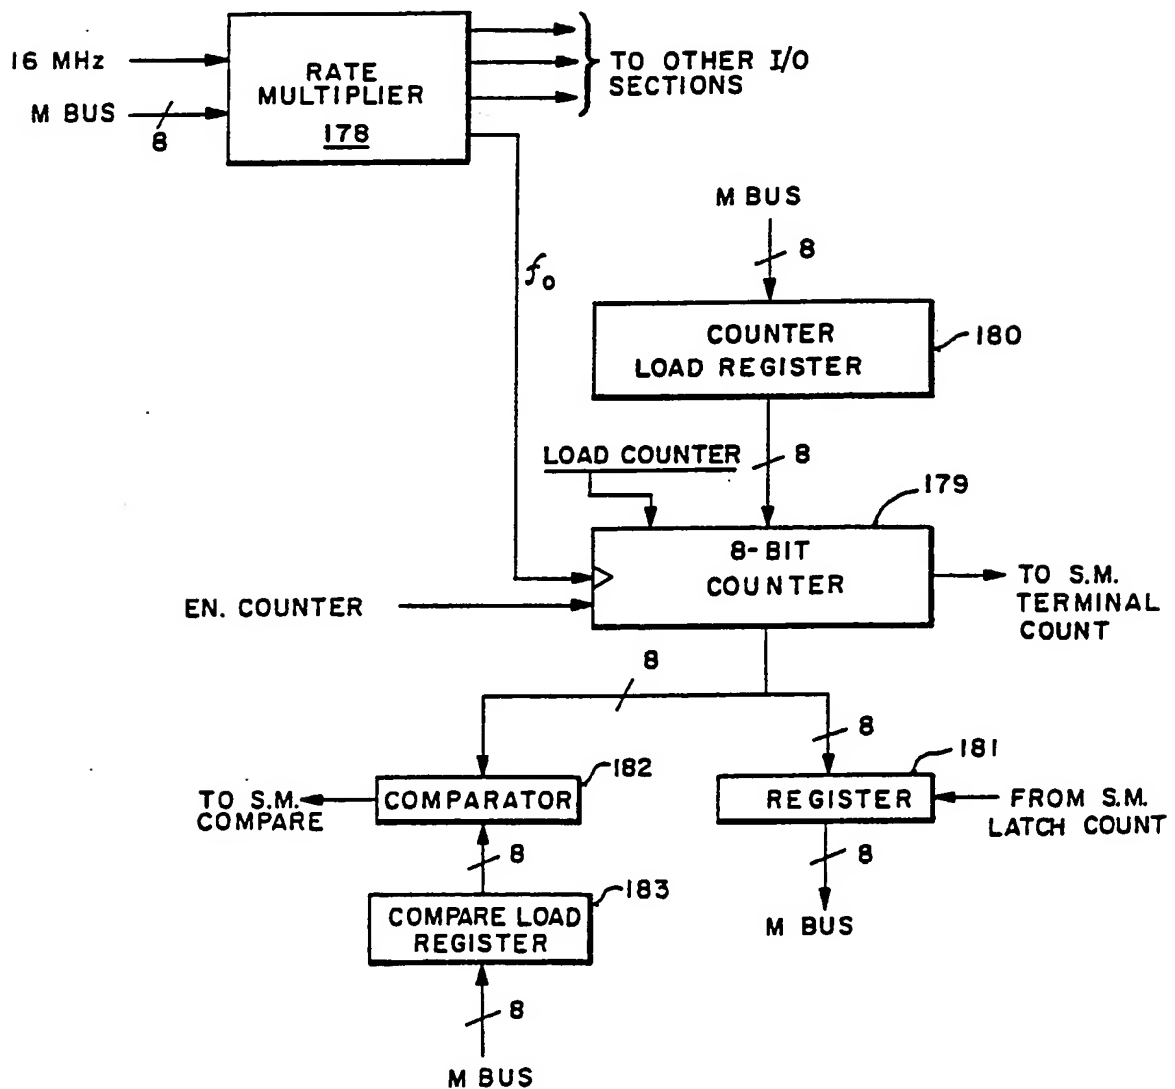 16 MHz
M BUS
8
RATE
MULTIPLIER
178
TO OTHER I/O
SECTIONS
fo
M BUS
8
COUNTER
LOAD REGISTER
180
LOAD COUNTER
8
179
8-BIT
COUNTER
EN. COUNTER
TO S.M.
TERMINAL
COUNT
8
8
182
181
TO S.M.
COMPARE
COMPARATOR
REGISTER
FROM S.M.
LATCH COUNT
8
8
183
COMPARE LOAD
REGISTER
M BUS
8
M BUS